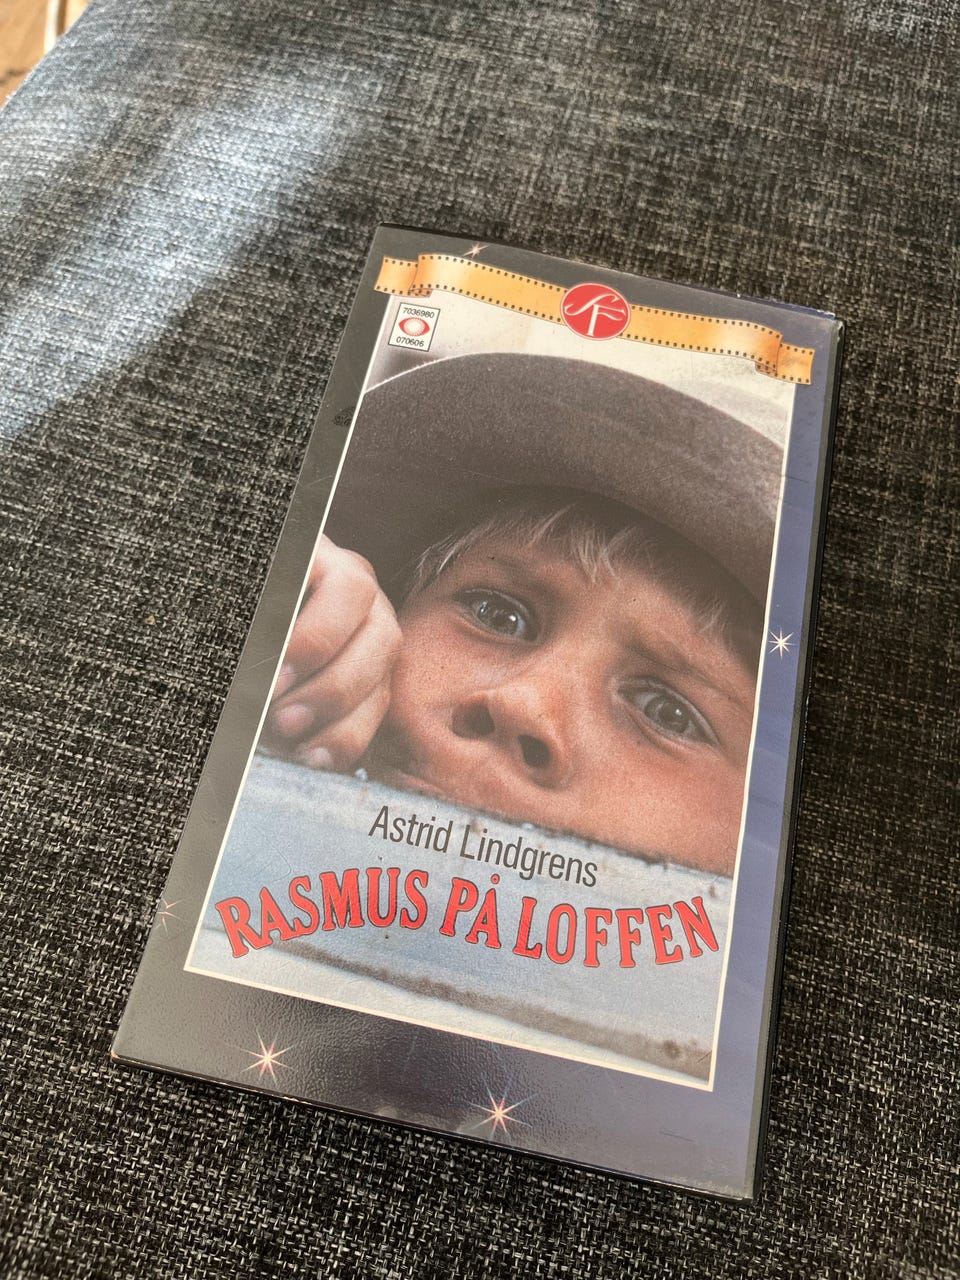 SF
7036980
070606
Astrid Lindgrens
RASMUS PÅ LOFFEN